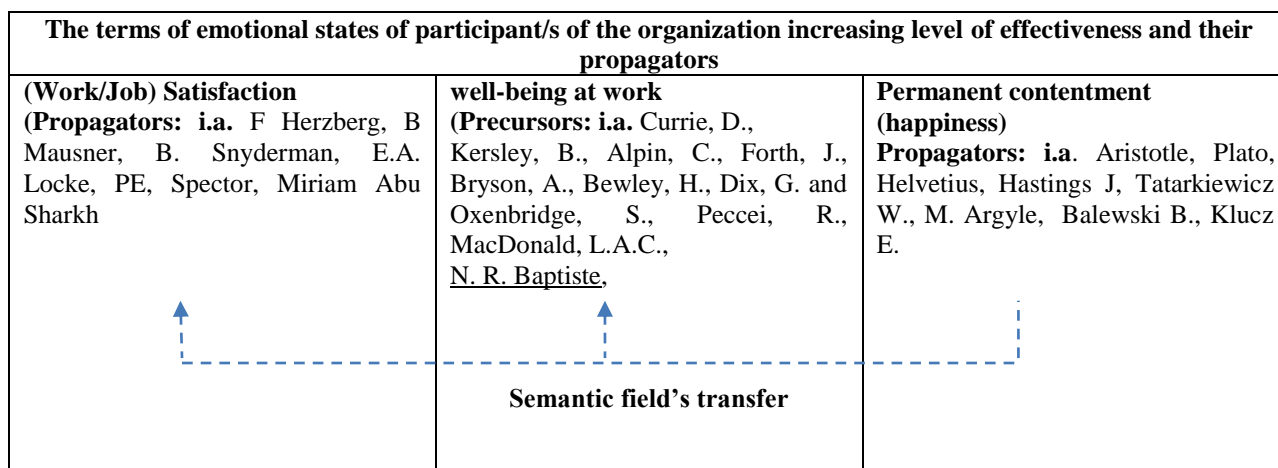 The terms of emotional states of participant/s of the organization increasing level of effectiveness and their
propagators
(Work/Job) Satisfaction
(Propagators: i.a. F Herzberg, B
Mausner, B. Snyderman, E.A.
Locke, PE, Spector, Miriam Abu
Sharkh
well-being at work
(Precursors: i.a. Currie, D.,
Kersley, B., Alpin, C., Forth, J.,
Bryson, A., Bewley, H., Dix, G. and
Oxenbridge, S., Peccei, R.,
MacDonald, L.A.C.,
N. R. Baptiste,
Permanent contentment
(happiness)
Propagators: i.a. Aristotle, Plato,
Helvetius, Hastings J, Tatarkiewicz
W., M. Argyle, Balewski B., Klucz
E.
Semantic field's transfer